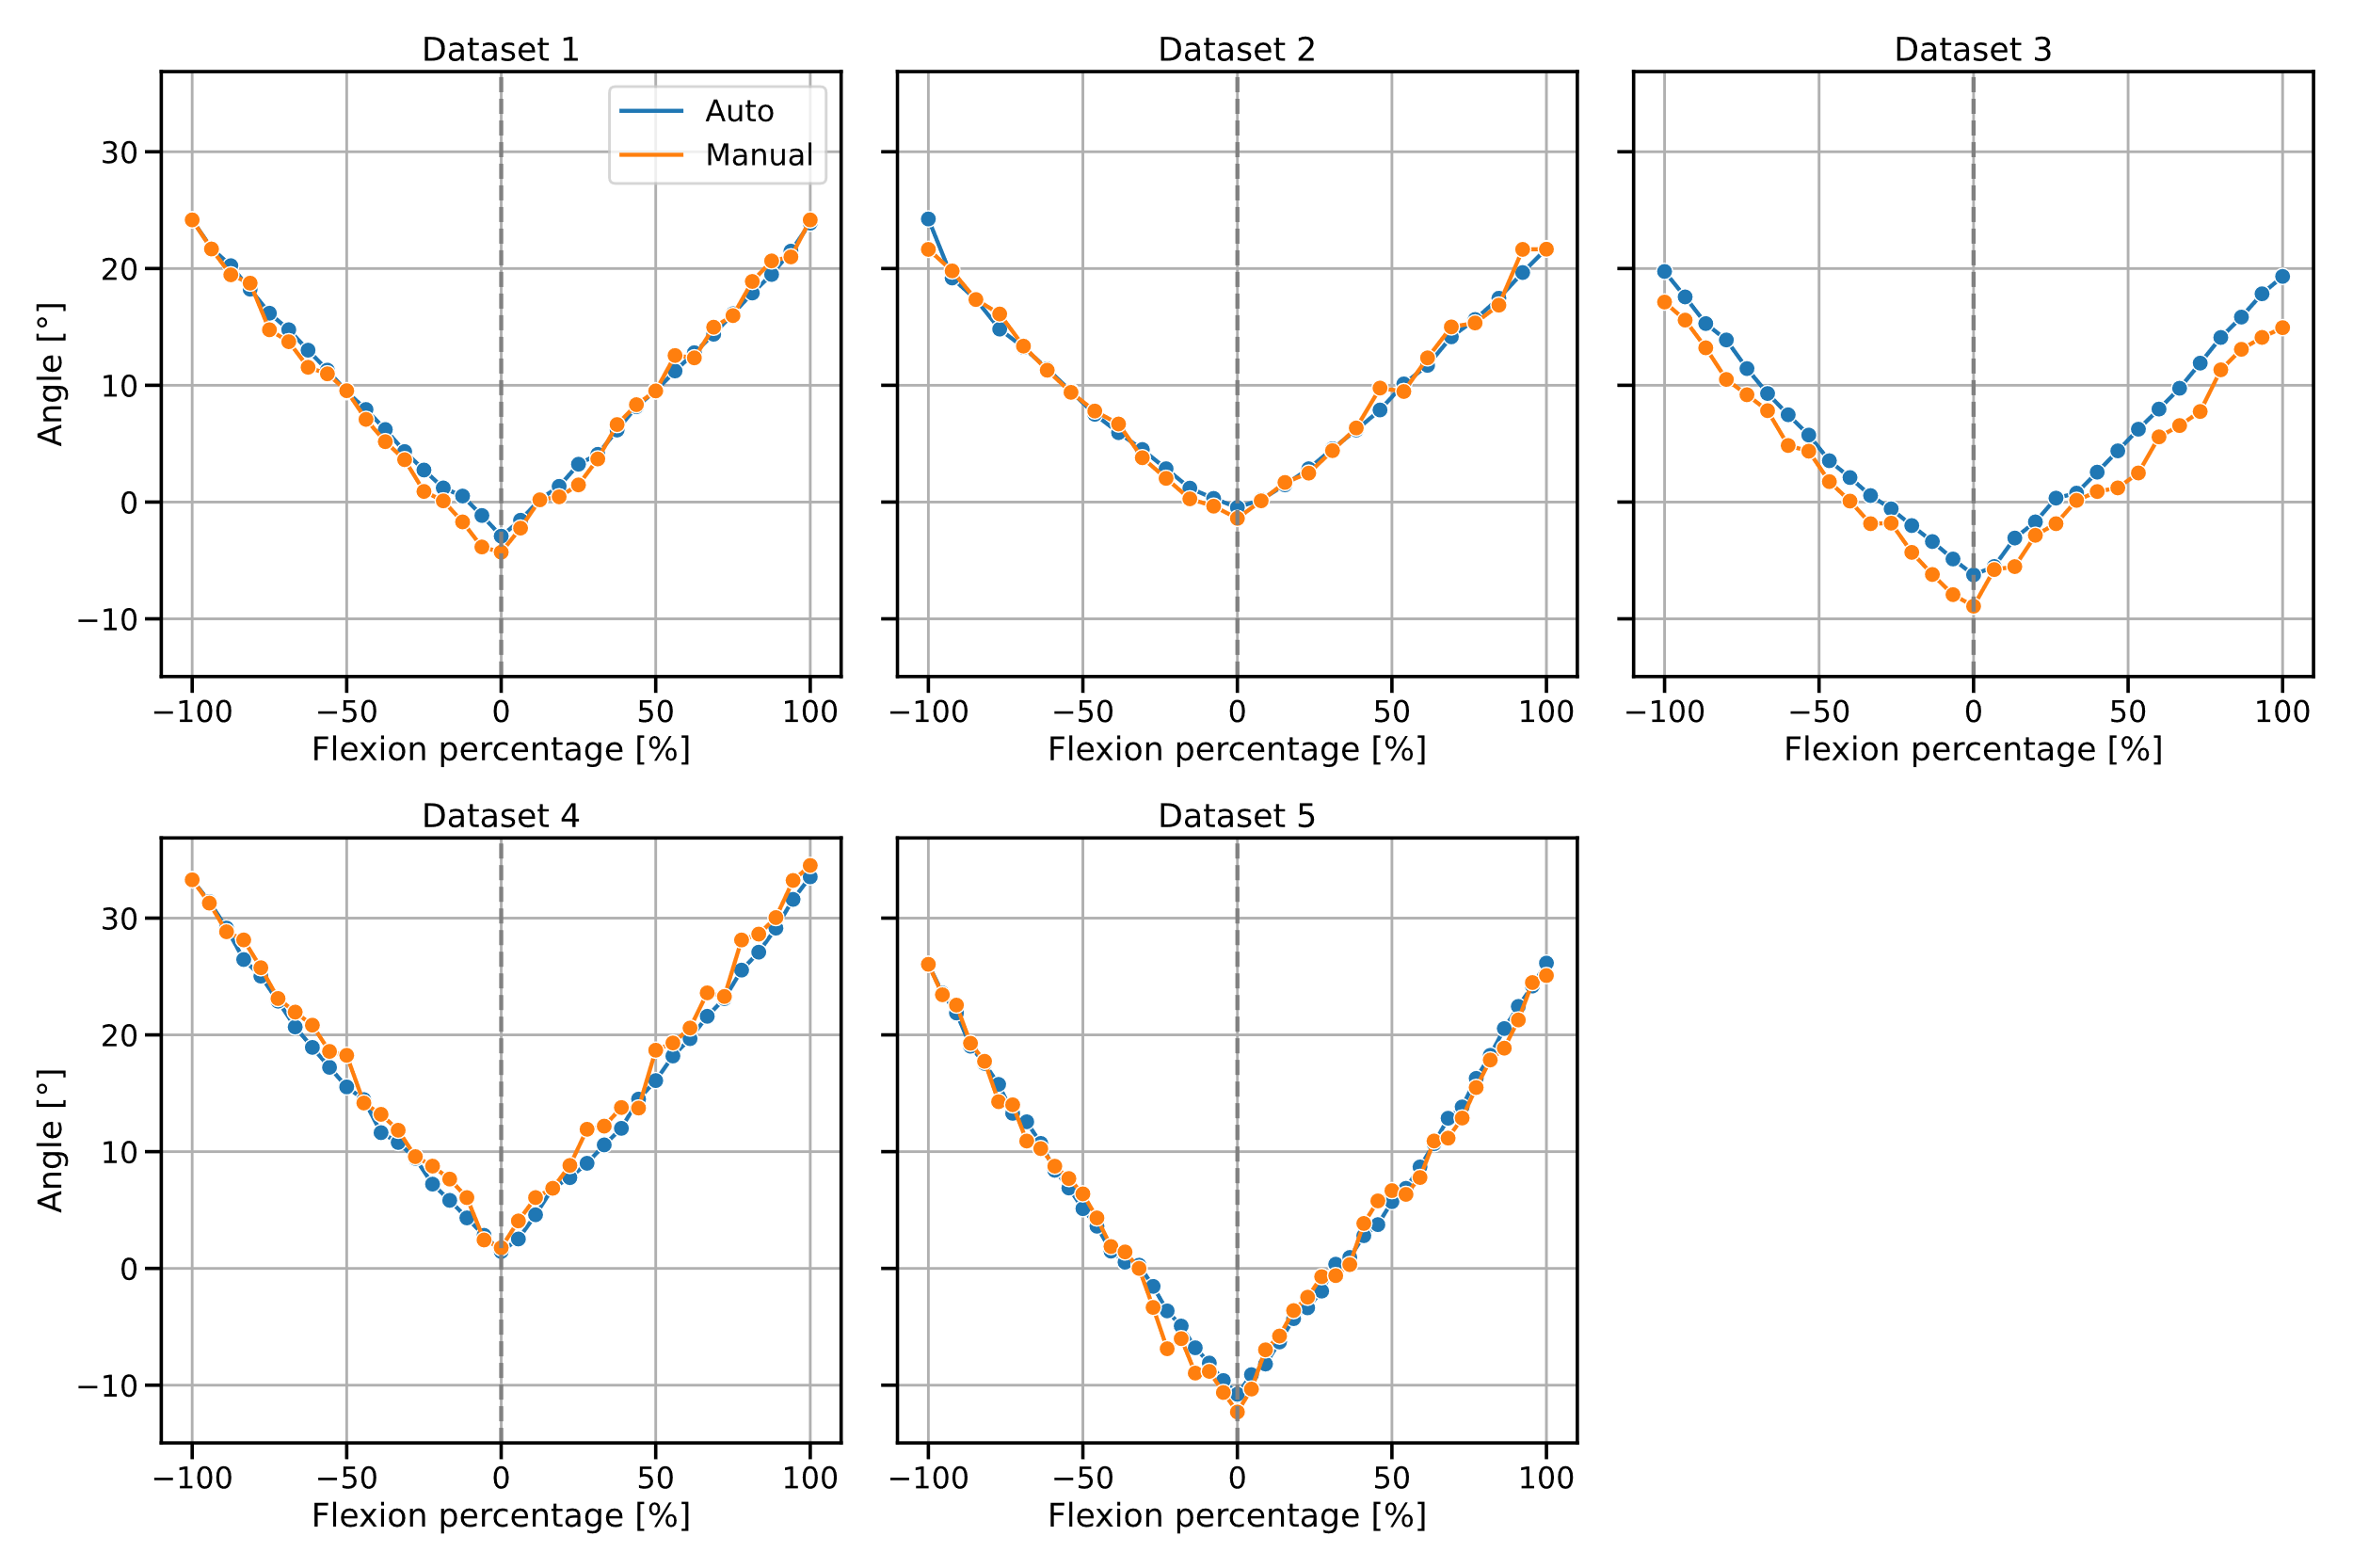 Dataset 1
Dataset 2
Dataset 3
Auto
Manual
30
20
10
0
−10
Angle [°]
−100 −50 0 50 100
−100 −50 0 50 100
−100 −50 0 50 100
Flexion percentage [%]
Flexion percentage [%]
Flexion percentage [%]
Dataset 4
Dataset 5
30
20
10
0
−10
Angle [°]
−100 −50 0 50 100
−100 −50 0 50 100
Flexion percentage [%]
Flexion percentage [%]